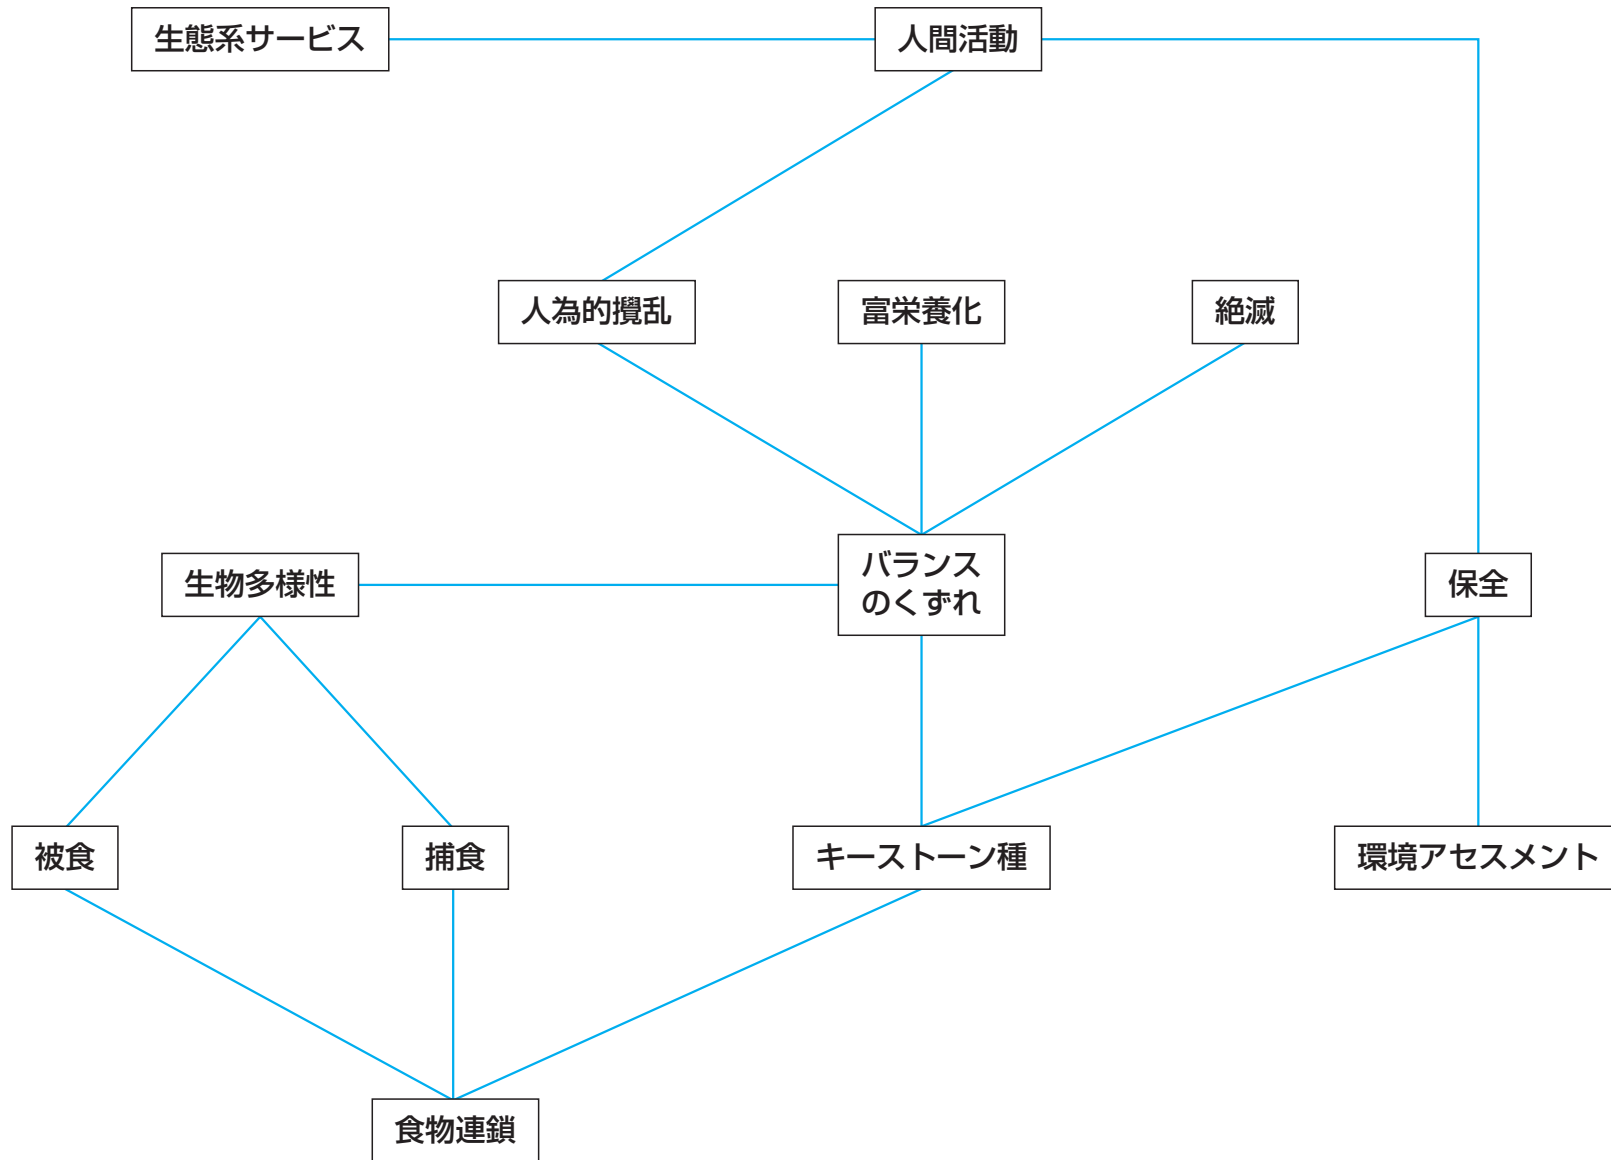 生態系サービス
人間活動
人為的攪乱
富栄養化
絶滅
生物多様性
バランス
のくずれ
保全
被食
捕食
キーストーン種
環境アセスメント
食物連鎖